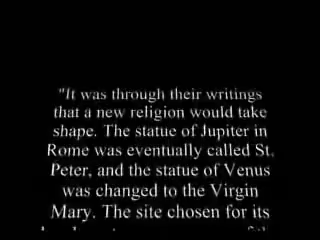 "It was through their writings
that a new religion would take
shape. The statue of Jupiter in
Rome was eventually called St.
Peter, and the statue of Venus
was changed to the Virgin
Mary. The site chosen for its